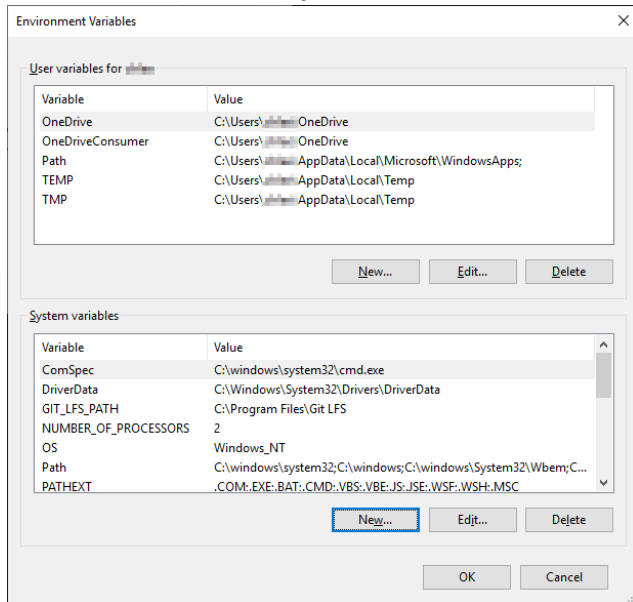 Environment Variables
User variables for
Variable Value
OneDrive C:\Users\ OneDrive
OneDriveConsumer C:\Users\ OneDrive
Path C:\Users\ AppData\Local\Microsoft\WindowsApps;
TEMP C:\Users\ AppData\Local\Temp
TMP C:\Users\ AppData\Local\Temp
New... Edit... Delete
System variables
Variable Value
ComSpec C:\windows\system32\cmd.exe
DriverData C:\Windows\System32\Drivers\DriverData
GIT_LFS_PATH C:\Program Files\Git LFS
NUMBER_OF_PROCESSORS 2
OS Windows_NT
Path C:\windows\system32;C:\windows;C:\windows\System32\Wbem;C...
PATHEXT .COM;.EXE;.BAT;.CMD;.VBS;.VBE;.JS;.JSE;.WSF;.WSH;.MSC
New... Edit... Delete
OK Cancel